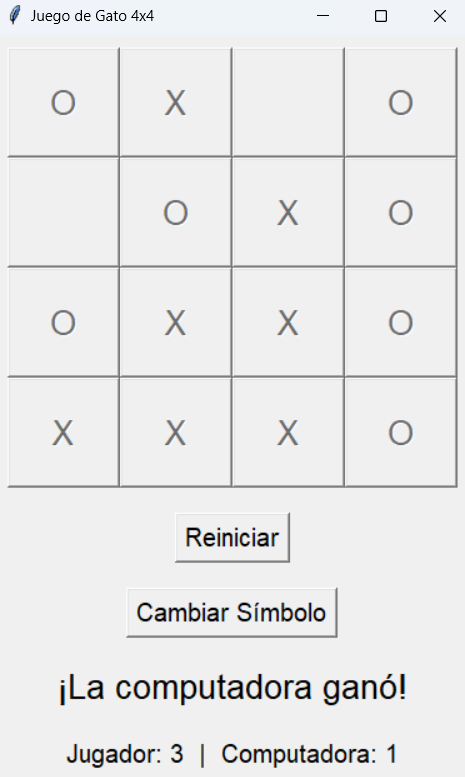 Juego de Gato 4x4
O X O
O X O
O X X O
X X X O
Reiniciar
Cambiar Símbolo
¡La computadora ganó!
Jugador: 3 | Computadora: 1